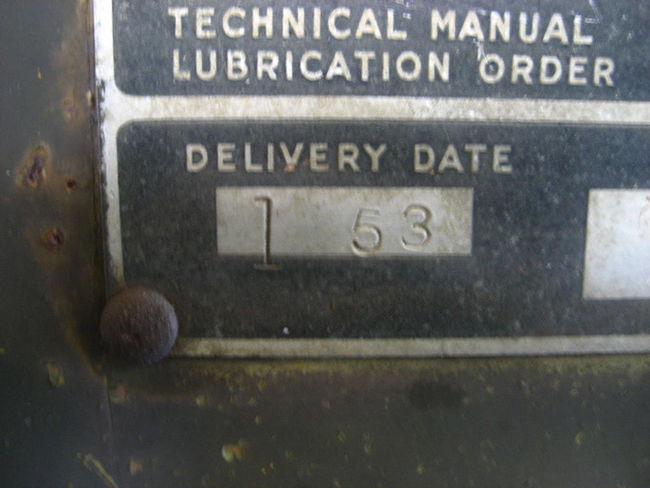 TECHNICAL MANUAL
LUBRICATION ORDER
DELIVERY DATE
1 53